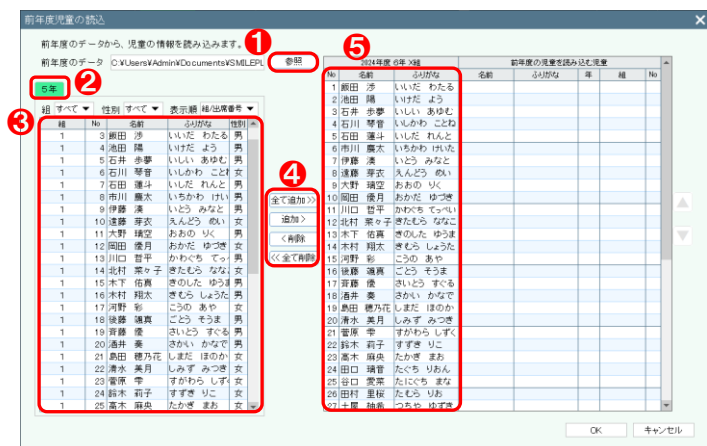 前年度児童の読込
前年度のデータから、児童の情報を読み込みます。
前年度のデータ C:¥Users¥Admin¥Documents¥SMILEPL 参照
1
2
3
4
5
5年
組 すべて 性別 すべて 表示順 組/出席番号
組 No 名前 ふりがな 性別
1 3 飯田 渉 いいだ わたる 男
1 4 池田 陽 いけだ よう 男
1 5 石井 歩夢 いしい あゆむ 男
1 6 石川 琴音 いしかわ ことね 女
1 7 石田 蓮斗 いしだ れんと 男
1 8 市川 慶太 いちかわ けい 男
1 9 伊藤 湊 いとう みなと 男
1 10 遠藤 芽衣 えんどう めい 女
1 11 大野 璃空 おおの りく 男
1 12 岡田 優月 おかだ ゆづき 女
1 13 川口 哲平 かわぐち てっ 男
1 14 北村 菜々子 きたむら なな 女
1 15 木下 佑真 きのした ゆうま 男
1 16 木村 翔太 きむら しょうた 男
1 17 河野 彩 こうの あや 女
1 18 後藤 颯真 ごとう そうま 男
1 19 斉藤 優 さいとう すぐる 男
1 20 酒井 奏 さかい かなで 男
1 21 島田 穂乃花 しまだ ほのか 女
1 22 清水 美月 しみず みつき 女
1 23 菅原 雫 すがわら しず 女
1 24 鈴木 莉子 すずき りこ 女
1 25 高木 麻央 たかぎ まお 女
全て追加>>
追加>
<削除
<<全て削除
2024年度 6年 X組 前年度の児童を読み込む児童
No 名前 ふりがな 名前 ふりがな 年 組 No
1 飯田 渉 いいだ わたる
2 池田 陽 いけだ よう
3 石井 歩夢 いしい あゆむ
4 石川 琴音 いしかわ ことね
5 石田 蓮斗 いしだ れんと
6 市川 慶太 いちかわ けいた
7 伊藤 湊 いとう みなと
8 遠藤 芽衣 えんどう めい
9 大野 璃空 おおの りく
10 岡田 優月 おかだ ゆづき
11 川口 哲平 かわぐち てっぺい
12 北村 菜々子 きたむら ななこ
13 木下 佑真 きのした ゆうま
14 木村 翔太 きむら しょうた
15 河野 彩 こうの あや
16 後藤 颯真 ごとう そうま
17 斉藤 優 さいとう すぐる
18 酒井 奏 さかい かなで
19 島田 穂乃花 しまだ ほのか
20 清水 美月 しみず みつき
21 菅原 雫 すがわら しずく
22 鈴木 莉子 すずき りこ
23 高木 麻央 たかぎ まお
24 田口 璃音 たぐち りおん
25 谷口 愛菜 たにぐち まな
26 田村 里桜 たむら りお
27 土屋 柚希 つちや ゆずき
OK キャンセル